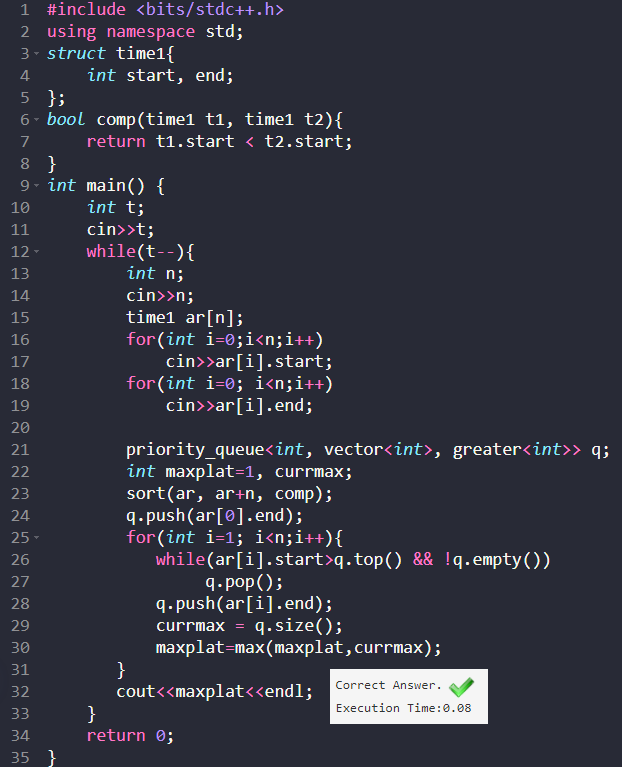 1 #include <bits/stdc++.h>
2 using namespace std;
3 struct time1{
4     int start, end;
5 };
6 bool comp(time1 t1, time1 t2){
7     return t1.start < t2.start;
8 }
9 int main() {
10     int t;
11     cin>>t;
12     while(t--){
13         int n;
14         cin>>n;
15         time1 ar[n];
16         for(int i=0;i<n;i++)
17             cin>>ar[i].start;
18         for(int i=0; i<n;i++)
19             cin>>ar[i].end;
20
21         priority_queue<int, vector<int>, greater<int>> q;
22         int maxplat=1, currmax;
23         sort(ar, ar+n, comp);
24         q.push(ar[0].end);
25         for(int i=1; i<n;i++){
26            while(ar[i].start>q.top() && !q.empty())
27                 q.pop();
28            q.push(ar[i].end);
29            currmax = q.size();
30            maxplat=max(maxplat,currmax);
31        }
32        cout<<maxplat<<endl;
33     }
34     return 0;
35 }
Correct Answer.
Execution Time:0.08